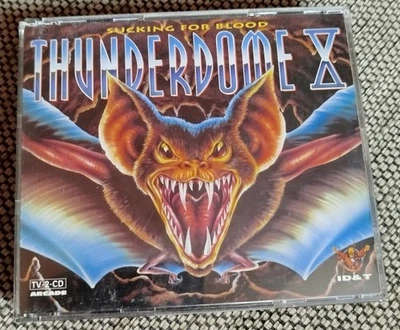 SUCKING FOR BLOOD
THUNDERDOME X
TV-2-CD
ARCADE
ID&T